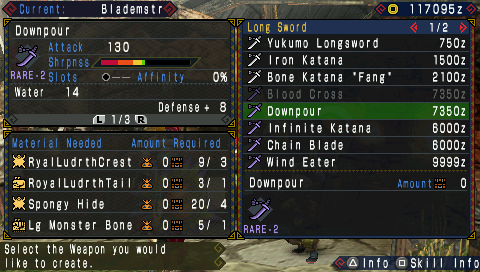 Current: Blademstr
117095z
Downpour
Attack 130
Shrpnss
RARE-2 Slots ●―― Affinity 0%
Water 14
Defense+ 8
L 1/3 R
Material Needed Amount Required
RyalLudrthCrest 0 9/ 3
RoyalLudrthTail 0 3/ 1
Spongy Hide 0 20/ 4
Lg Monster Bone 0 5/ 1
Select the Weapon you would
like to create.
Long Sword 1/2
Yukumo Longsword 750z
Iron Katana 1500z
Bone Katana "Fang" 2100z
Blood Cross 7350z
Downpour 7350z
Infinite Katana 6000z
Chain Blade 6000z
Wind Eater 9999z
Downpour Amount 0
RARE-2
Info Skill Info